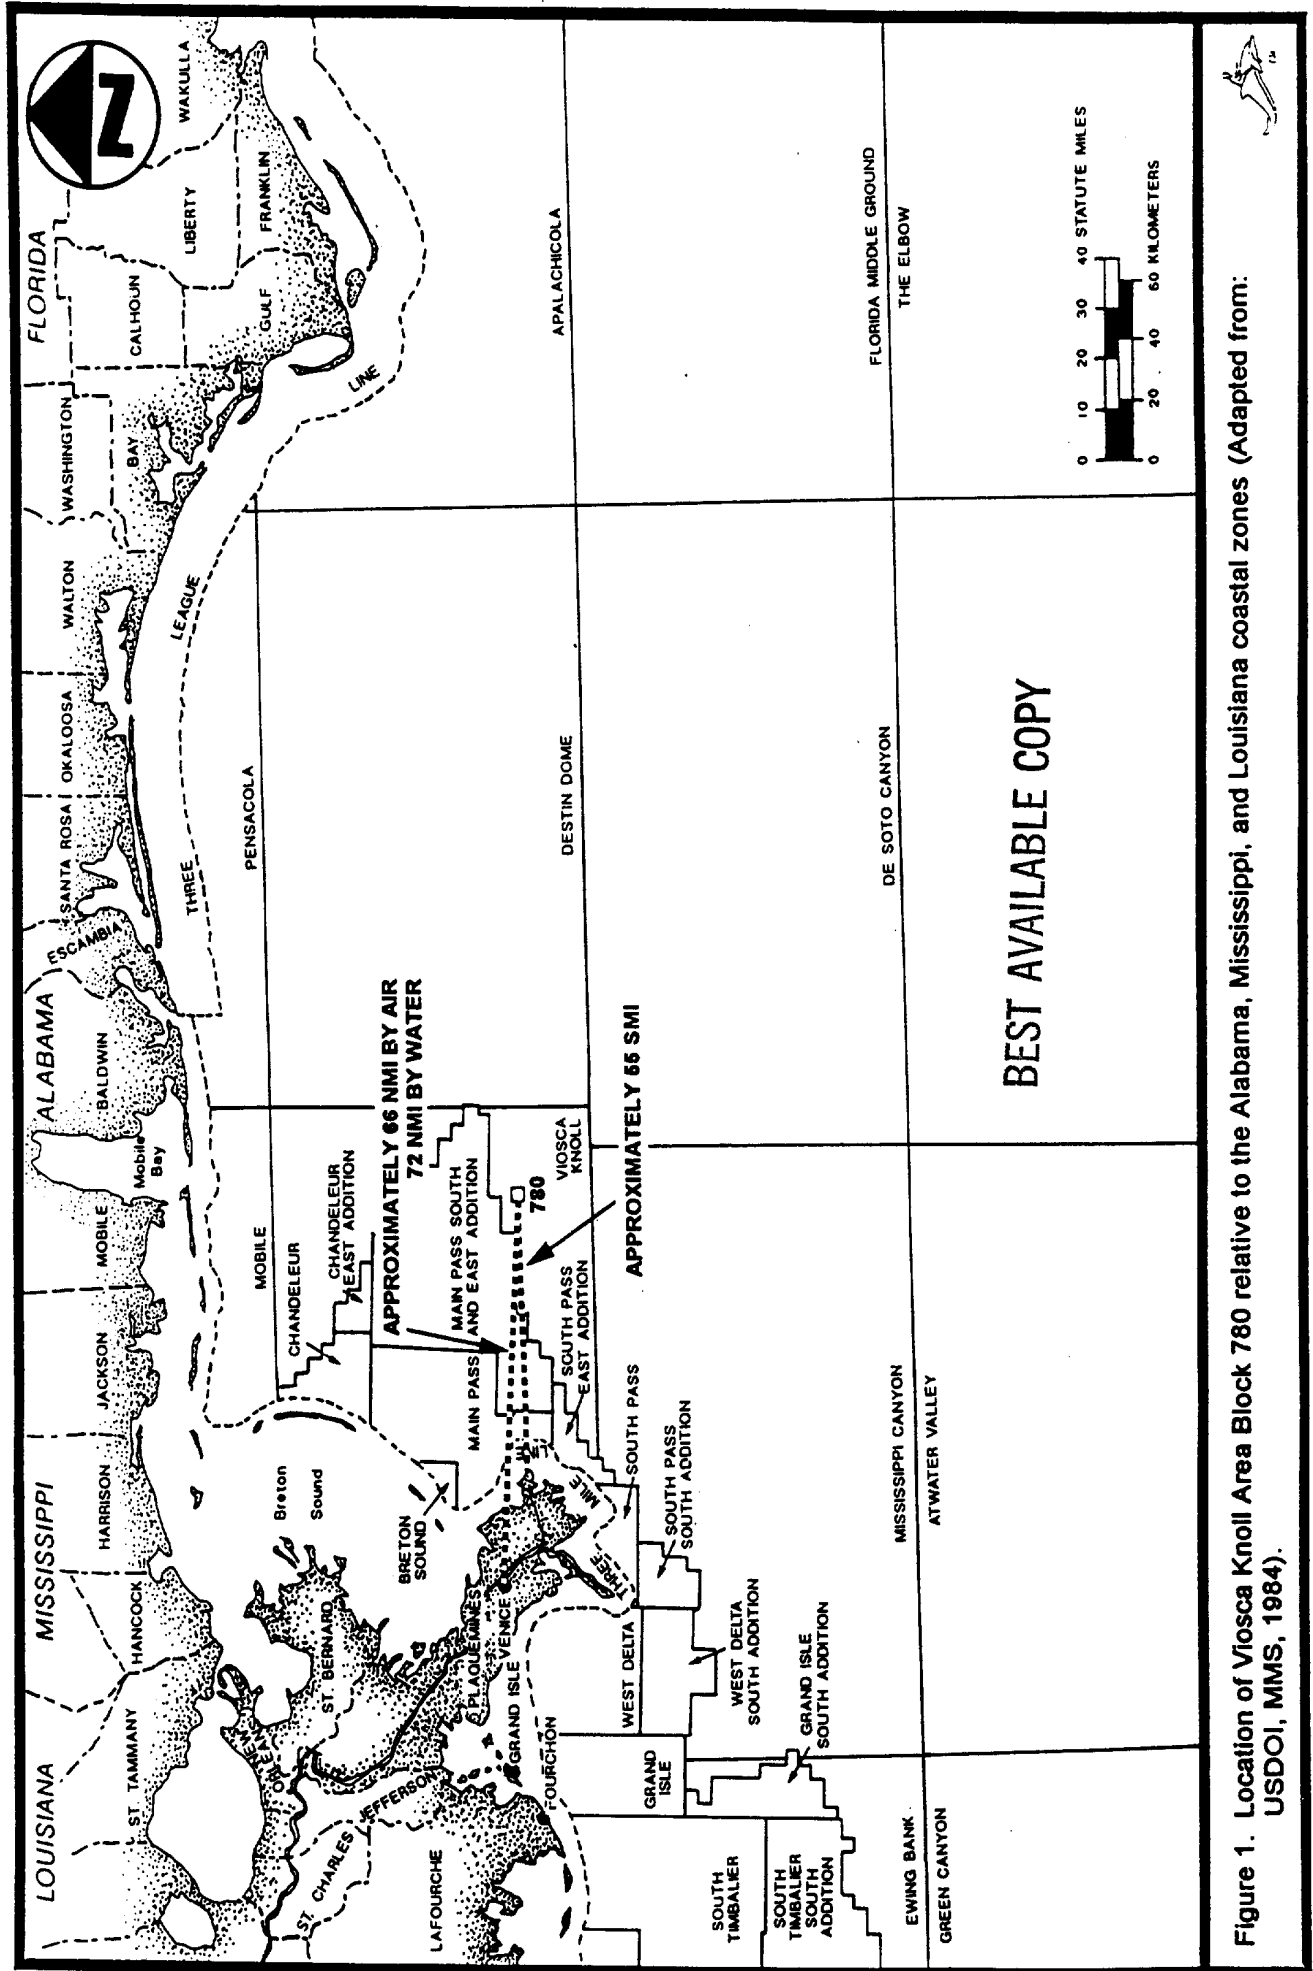 LOUISIANA
MISSISSIPPI
ALABAMA
FLORIDA
ST. TAMMANY
HANCOCK
HARRISON
JACKSON
MOBILE
Mobile
Bay
BALDWIN
ESCAMBIA
SANTA ROSA
OKALOOSA
WALTON
WASHINGTON
BAY
CALHOUN
LIBERTY
GULF
FRANKLIN
WAKULLA
N
ORLEANS
NEW
ST. BERNARD
Breton
Sound
ST. CHARLES
JEFFERSON
LAFOURCHE
PLAQUEMINES
VENICE
GRAND ISLE
FOURCHON
BRETON
SOUND
THREE
MILE
LINE
THREE
LEAGUE
LINE
MOBILE
CHANDELEUR
CHANDELEUR
EAST ADDITION
APPROXIMATELY 66 NMI BY AIR
72 NMI BY WATER
MAIN PASS
MAIN PASS SOUTH
AND EAST ADDITION
780
VIOSCA
KNOLL
APPROXIMATELY 55 SMI
SOUTH PASS
EAST ADDITION
SOUTH PASS
SOUTH PASS
SOUTH ADDITION
WEST DELTA
WEST DELTA
SOUTH ADDITION
GRAND
ISLE
GRAND ISLE
SOUTH ADDITION
SOUTH
TIMBALIER
SOUTH
TIMBALIER
SOUTH
ADDITION
EWING BANK
GREEN CANYON
MISSISSIPPI CANYON
ATWATER VALLEY
PENSACOLA
DESTIN DOME
DE SOTO CANYON
APALACHICOLA
FLORIDA MIDDLE GROUND
THE ELBOW
BEST AVAILABLE COPY
0 10 20 30 40 STATUTE MILES
0 20 40 60 KILOMETERS
Figure 1. Location of Viosca Knoll Area Block 780 relative to the Alabama, Mississippi, and Louisiana coastal zones (Adapted from:
USDOI, MMS, 1984).